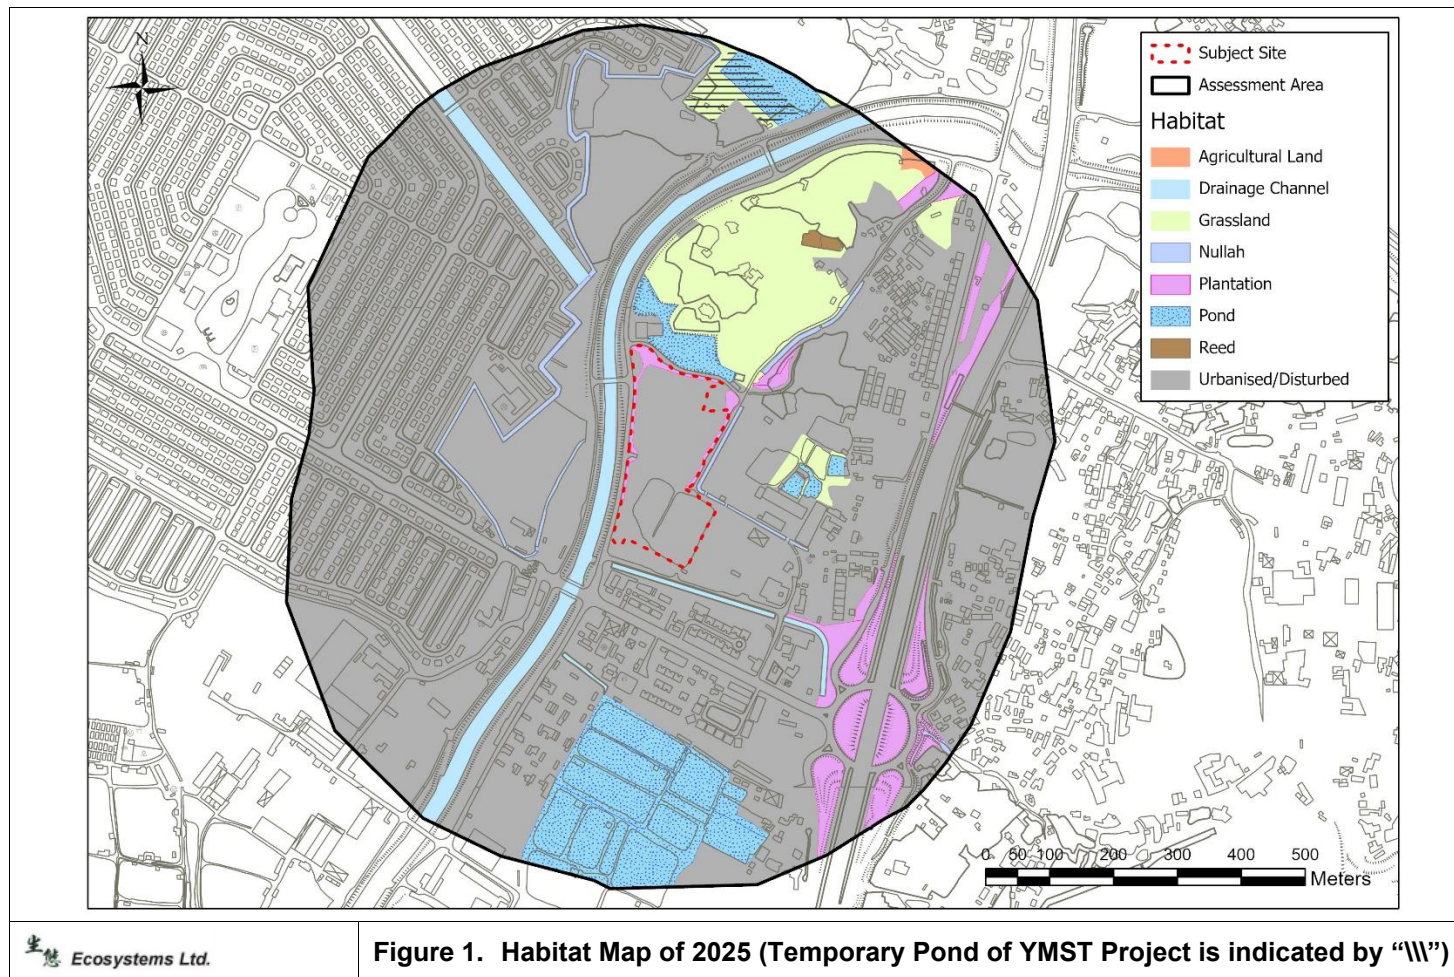 N
Subject Site
Assessment Area
Habitat
Agricultural Land
Drainage Channel
Grassland
Nullah
Plantation
Pond
Reed
Urbanised/Disturbed
0 50 100 200 300 400 500
Meters
生態 Ecosystems Ltd.
Figure 1. Habitat Map of 2025 (Temporary Pond of YMST Project is indicated by “\\\”)